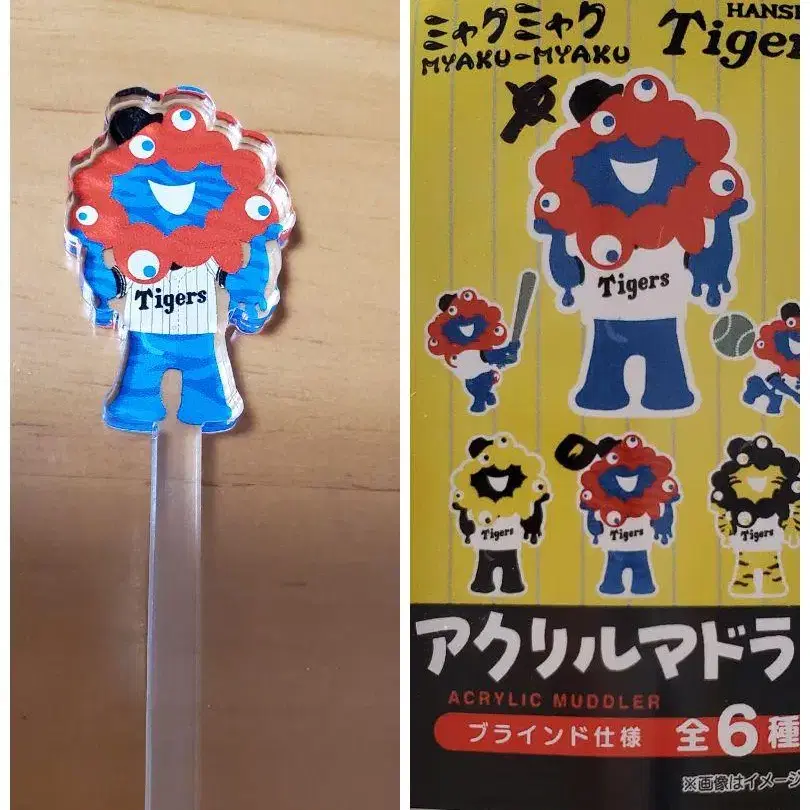 Tigers
ミャクミャク
MYAKU-MYAKU
HANSH
Tiger
Tigers
Tigers
Tigers
Tigers
アクリルマドラ
ACRYLIC MUDDLER
ブラインド仕様
全6種
※画像はイメージ